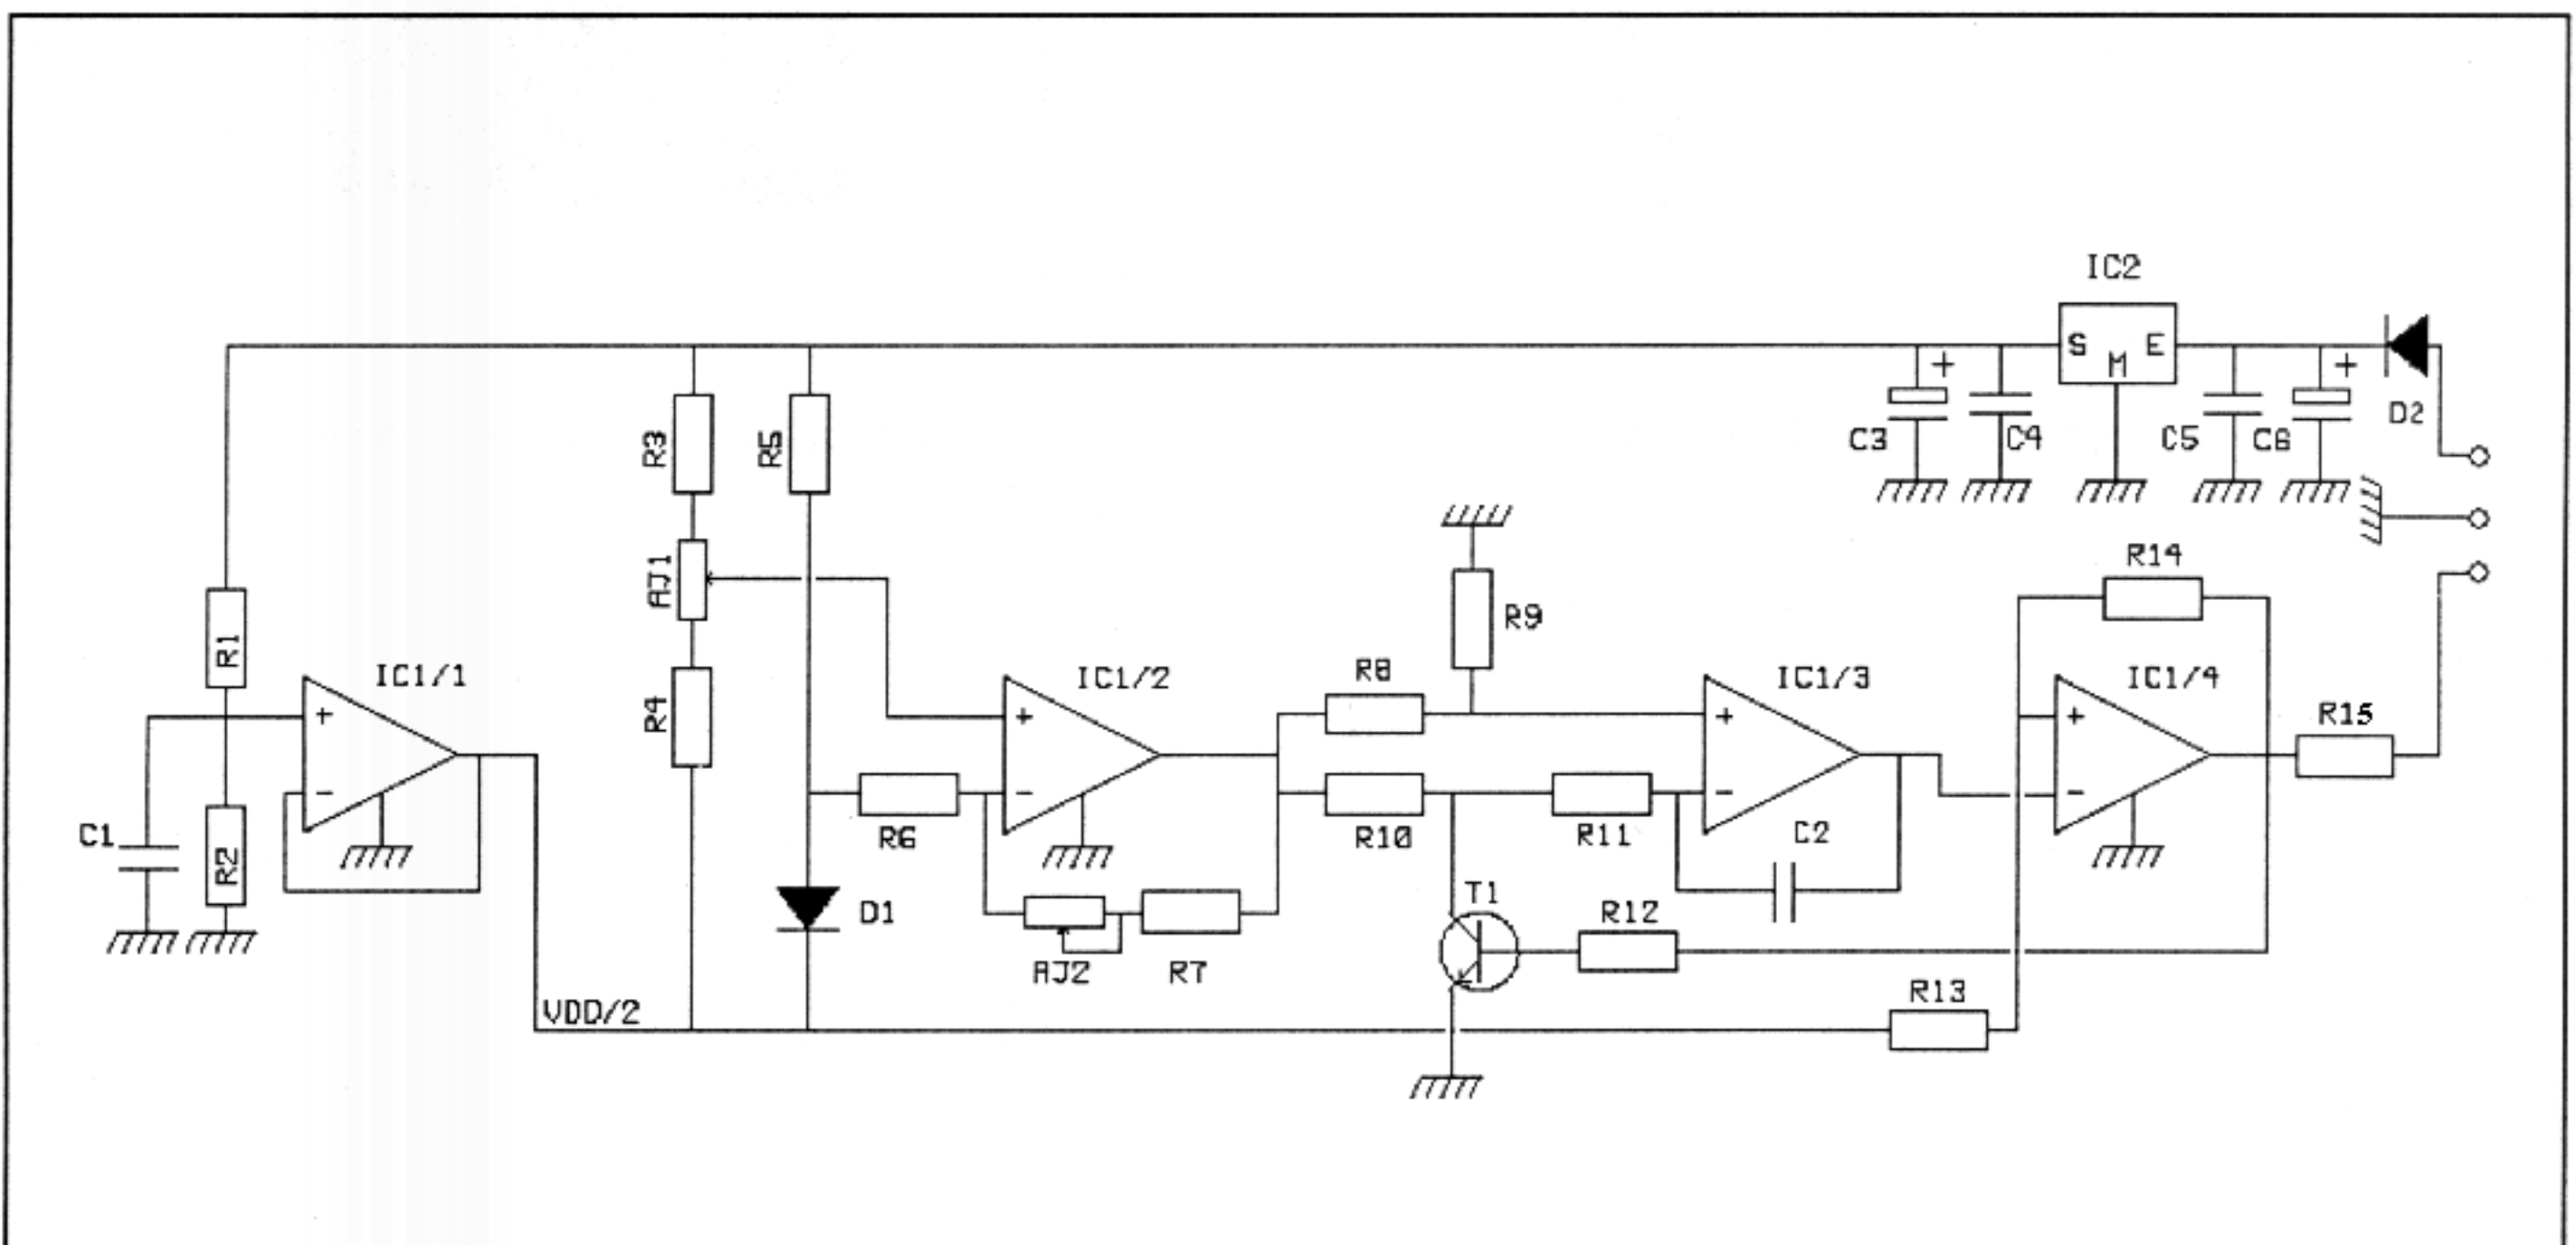 IC2
S
M
E
+
+
C3
C4
C5
C6
D2
R3
R5
AJ1
R9
R14
R1
IC1/1
+
-
R4
IC1/2
+
-
R8
IC1/3
+
-
IC1/4
+
-
R15
C1
R2
R6
R10
R11
C2
D1
T1
R12
AJ2
R7
VDD/2
R13